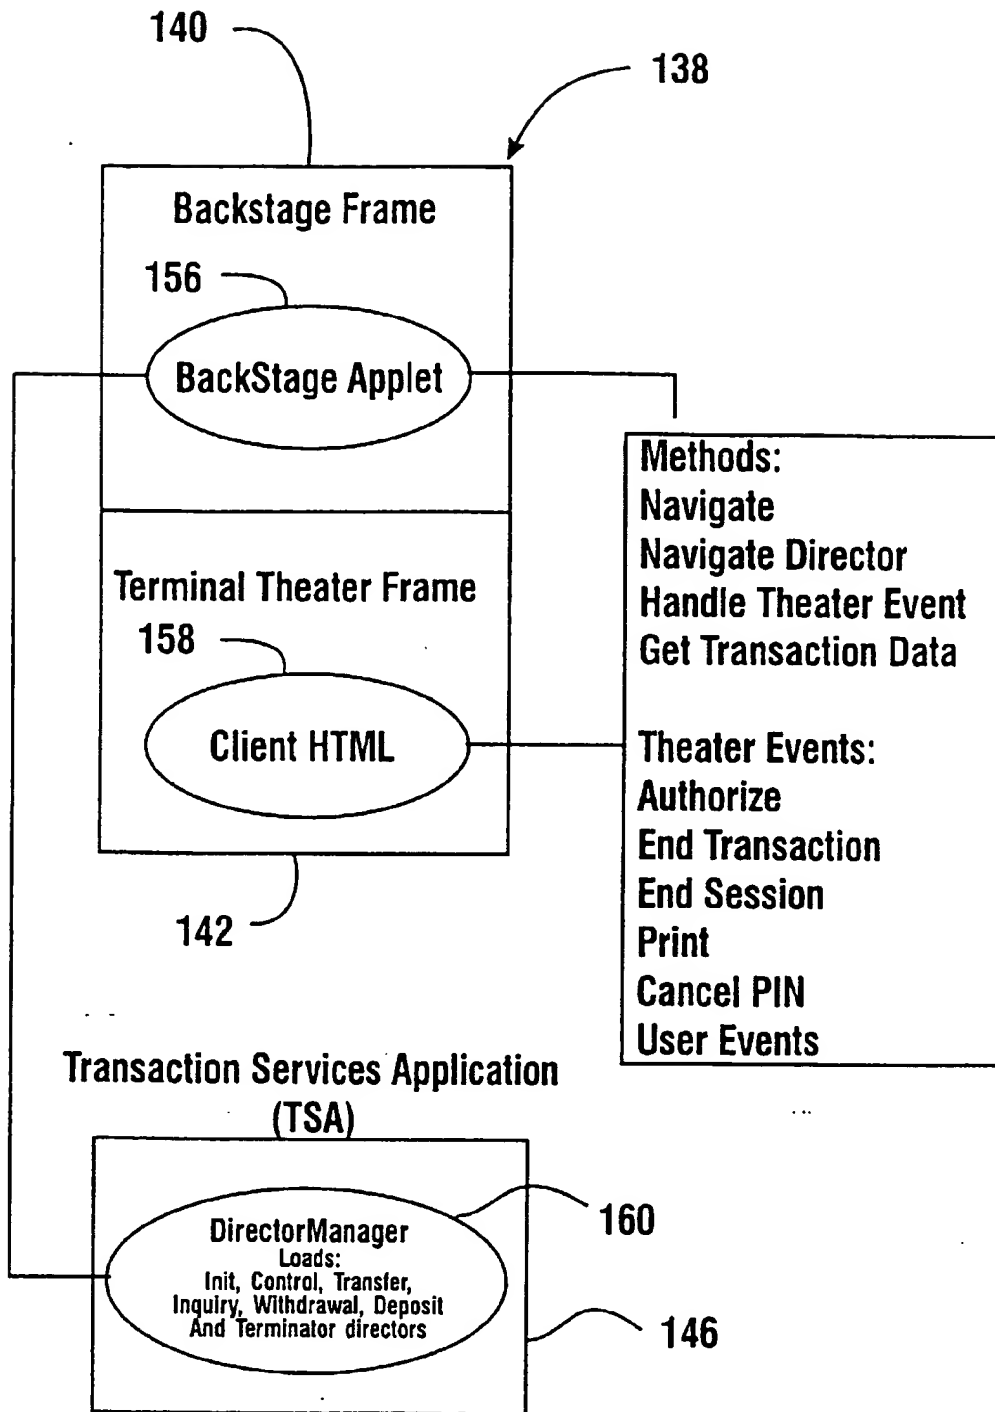 140
138
Backstage Frame
156
BackStage Applet
Methods:
Navigate
Navigate Director
Handle Theater Event
Get Transaction Data
Theater Events:
Authorize
End Transaction
End Session
Print
Cancel PIN
User Events
Terminal Theater Frame
158
Client HTML
142
Transaction Services Application
(TSA)
DirectorManager
Loads:
Init, Control, Transfer,
Inquiry, Withdrawal, Deposit
And Terminator directors
160
146